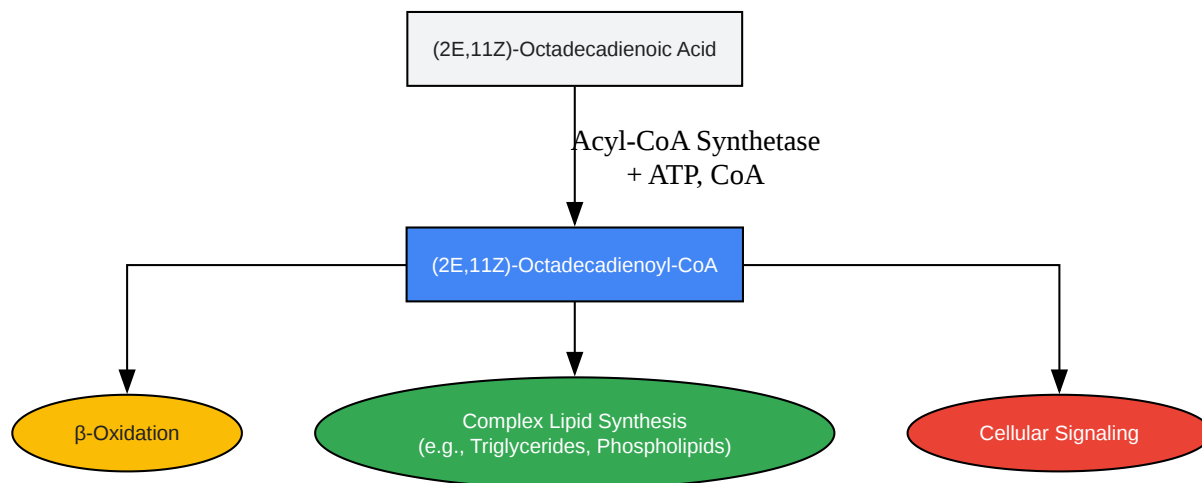 (2E,11Z)-Octadecadienoic Acid
Acyl-CoA Synthetase
+ ATP, CoA
(2E,11Z)-Octadecadienoyl-CoA
β-Oxidation
Complex Lipid Synthesis
(e.g., Triglycerides, Phospholipids)
Cellular Signaling